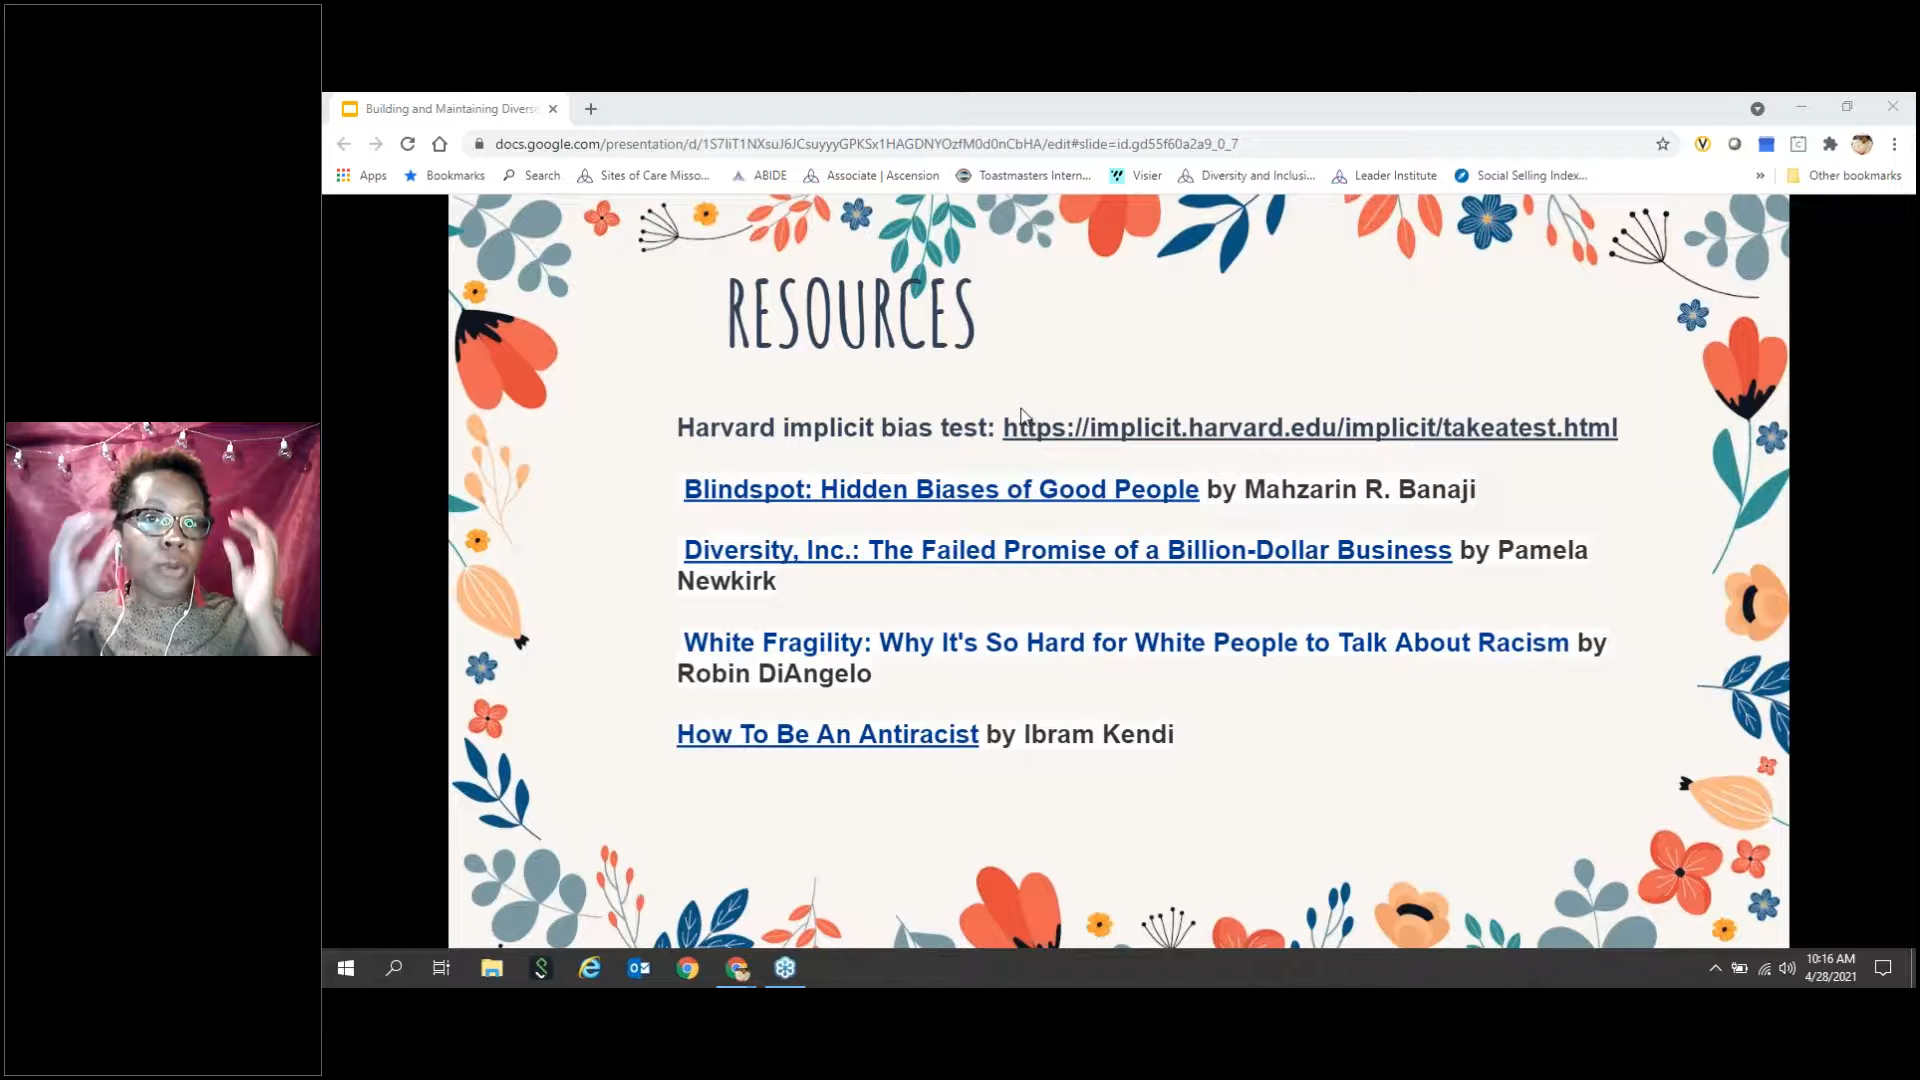 Building and Maintaining Diverse
docs.google.com/presentation/d/1S7IiT1NXsuJ6JCsuyyyGPKSx1HAGDNYOzfM0d0nCbHA/edit#slide=id.gd55f60a2a9_0_7
Apps Bookmarks Search Sites of Care Misso... ABIDE Associate | Ascension Toastmasters Intern... Visier Diversity and Inclusi... Leader Institute Social Selling Index... » Other bookmarks
RESOURCES
Harvard implicit bias test: https://implicit.harvard.edu/implicit/takeatest.html
Blindspot: Hidden Biases of Good People by Mahzarin R. Banaji
Diversity, Inc.: The Failed Promise of a Billion-Dollar Business by Pamela
Newkirk
White Fragility: Why It's So Hard for White People to Talk About Racism by
Robin DiAngelo
How To Be An Antiracist by Ibram Kendi
10:16 AM
4/28/2021